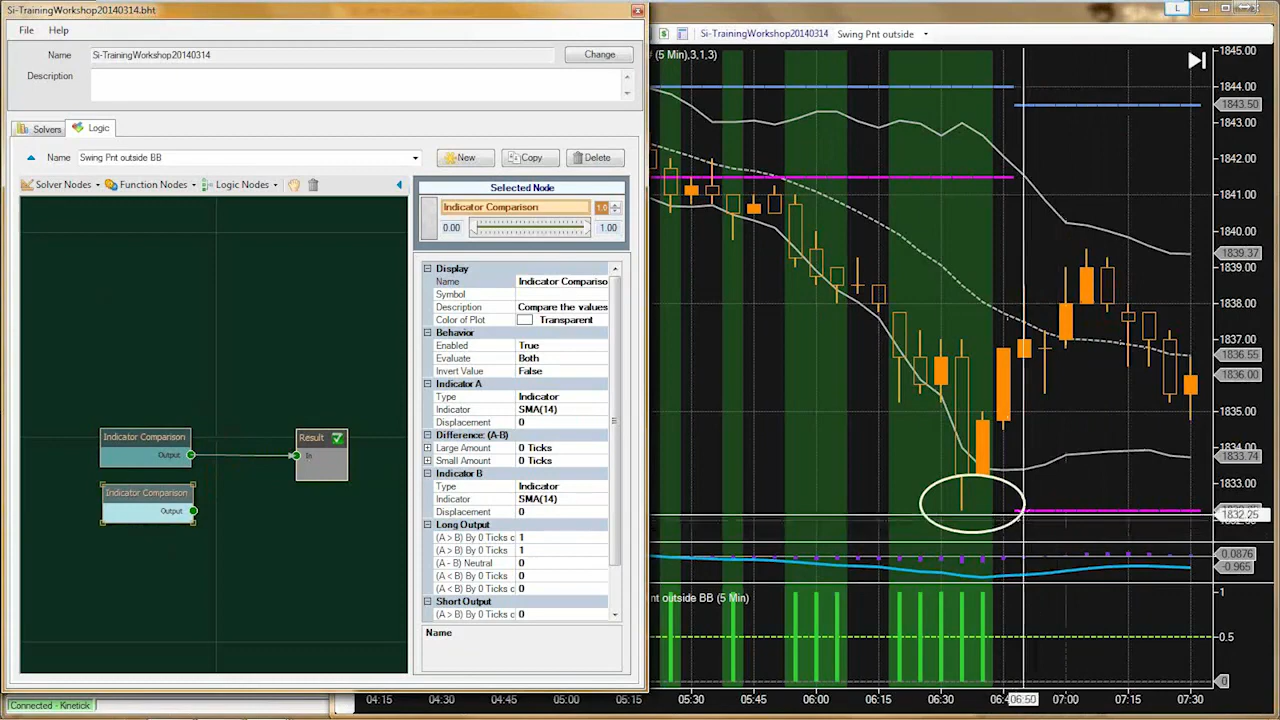 Si-TrainingWorkshop20140314.bht
File Help
Name Si-TrainingWorkshop20140314 Change
Description
Solvers Logic
Name Swing Pnt outside BB New Copy Delete
Solver Nodes Function Nodes Logic Nodes
Selected Node
Indicator Comparison 1.0
0.00 1.00
Indicator Comparison
Output
Result
In
Indicator Comparison
Output
Display
Name Indicator Compariso
Symbol
Description Compare the values
Color of Plot Transparent
Behavior
Enabled True
Evaluate Both
Invert Value False
Indicator A
Type Indicator
Indicator SMA(14)
Displacement 0
Difference: (A-B)
Large Amount 0 Ticks
Small Amount 0 Ticks
Indicator B
Type Indicator
Indicator SMA(14)
Displacement 0
Long Output
(A > B) By 0 Ticks c 1
(A > B) By 0 Ticks 1
(A - B) Neutral 0
(A < B) By 0 Ticks 0
(A < B) By 0 Ticks c 0
Short Output
(A > B) By 0 Ticks c 0
Name
Connected - Kinetick
L
Si-TrainingWorkshop20140314 Swing Pnt outside
(5 Min),3,1,3)
1845.00
1844.00
1843.50
1843.00
1842.00
1841.00
1840.00
1839.37
1839.00
1838.00
1837.00
1836.55
1836.00
1835.00
1833.74
1833.00
1832.25
0.0876
-0.965
nt outside BB (5 Min)
1
0.5
0
04:15 04:30 04:45 05:00 05:15 05:30 05:45 06:00 06:15 06:30 06:4 06:50 07:00 07:15 07:30